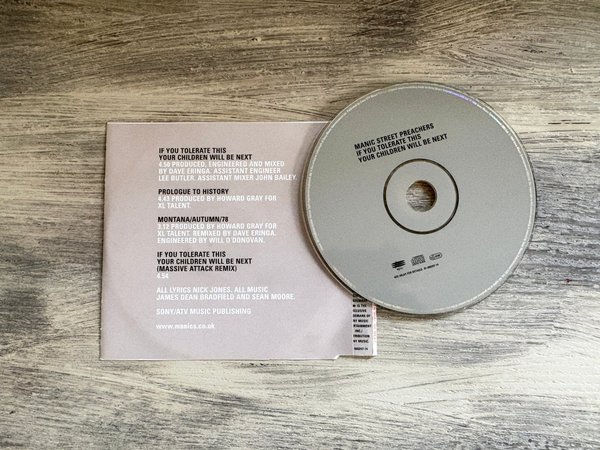 IF YOU TOLERATE THIS
YOUR CHILDREN WILL BE NEXT
4.50 PRODUCED, ENGINEERED AND MIXED
BY DAVE ERINGA. ASSISTANT ENGINEER
LEE BUTLER. ASSISTANT MIXER JOHN BAILEY.
PROLOGUE TO HISTORY
4.43 PRODUCED BY HOWARD GRAY FOR
XL TALENT.
MONTANA/AUTUMN/78
3.12 PRODUCED BY HOWARD GRAY FOR
XL TALENT. REMIXED BY DAVE ERINGA.
ENGINEERED BY WILL O DONOVAN.
IF YOU TOLERATE THIS
YOUR CHILDREN WILL BE NEXT
(MASSIVE ATTACK REMIX)
4.54
ALL LYRICS NICK JONES. ALL MUSIC
JAMES DEAN BRADFIELD AND SEAN MOORE.
SONY/ATV MUSIC PUBLISHING
www.manics.co.uk
MANIC STREET PREACHERS
IF YOU TOLERATE THIS
YOUR CHILDREN WILL BE NEXT